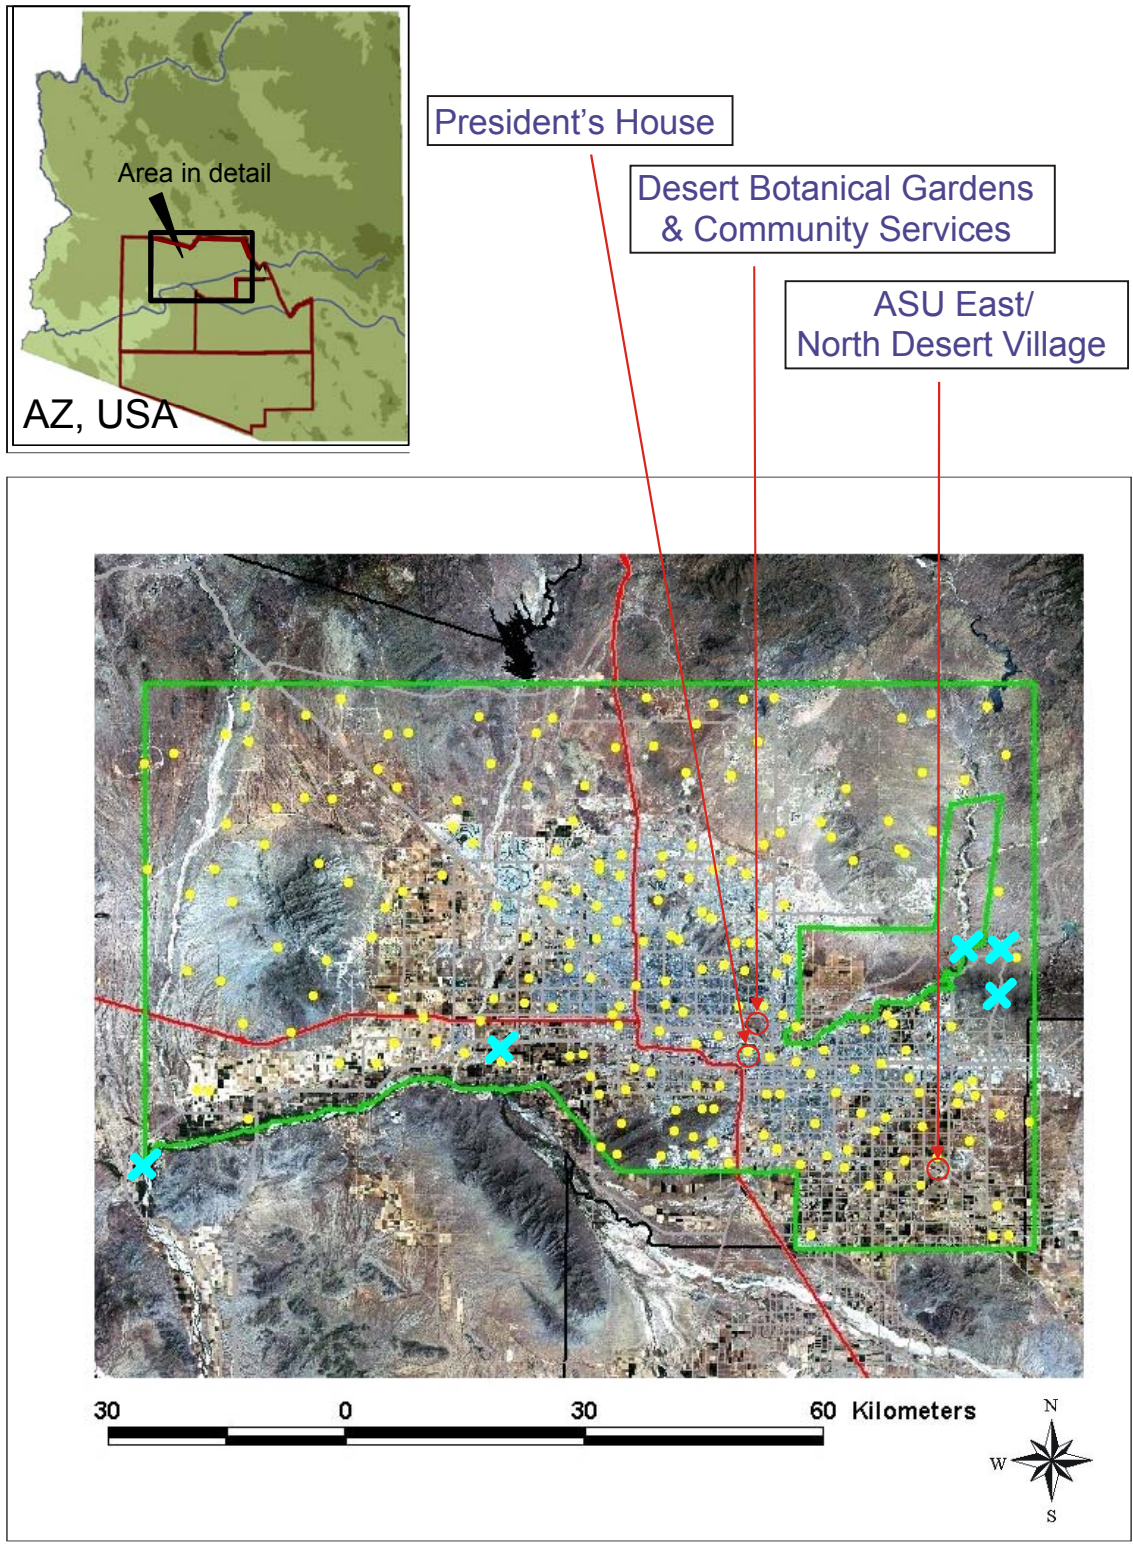 Area in detail
AZ, USA
President’s House
Desert Botanical Gardens
& Community Services
ASU East/
North Desert Village
30 0 30 60 Kilometers
N
W
S